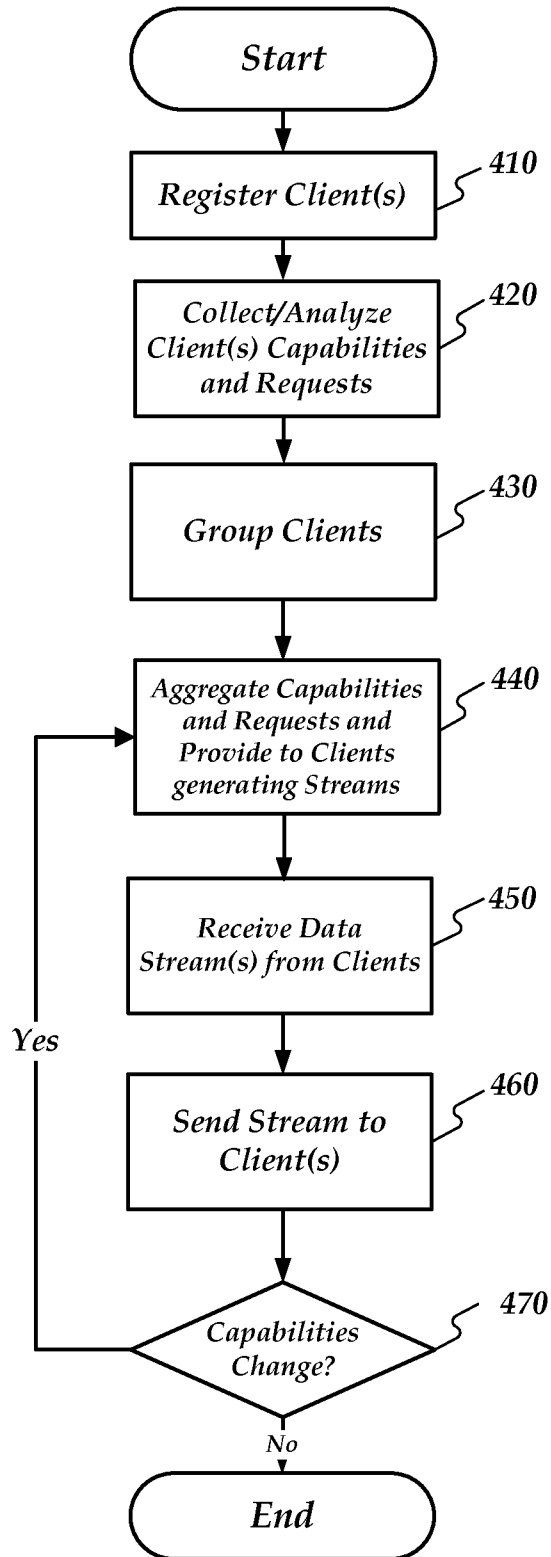 Start
410
Register Client(s)
420
Collect/Analyze
Client(s) Capabilities
and Requests
430
Group Clients
440
Aggregate Capabilities
and Requests and
Provide to Clients
generating Streams
450
Receive Data
Stream(s) from Clients
Yes
460
Send Stream to
Client(s)
470
Capabilities
Change?
No
End